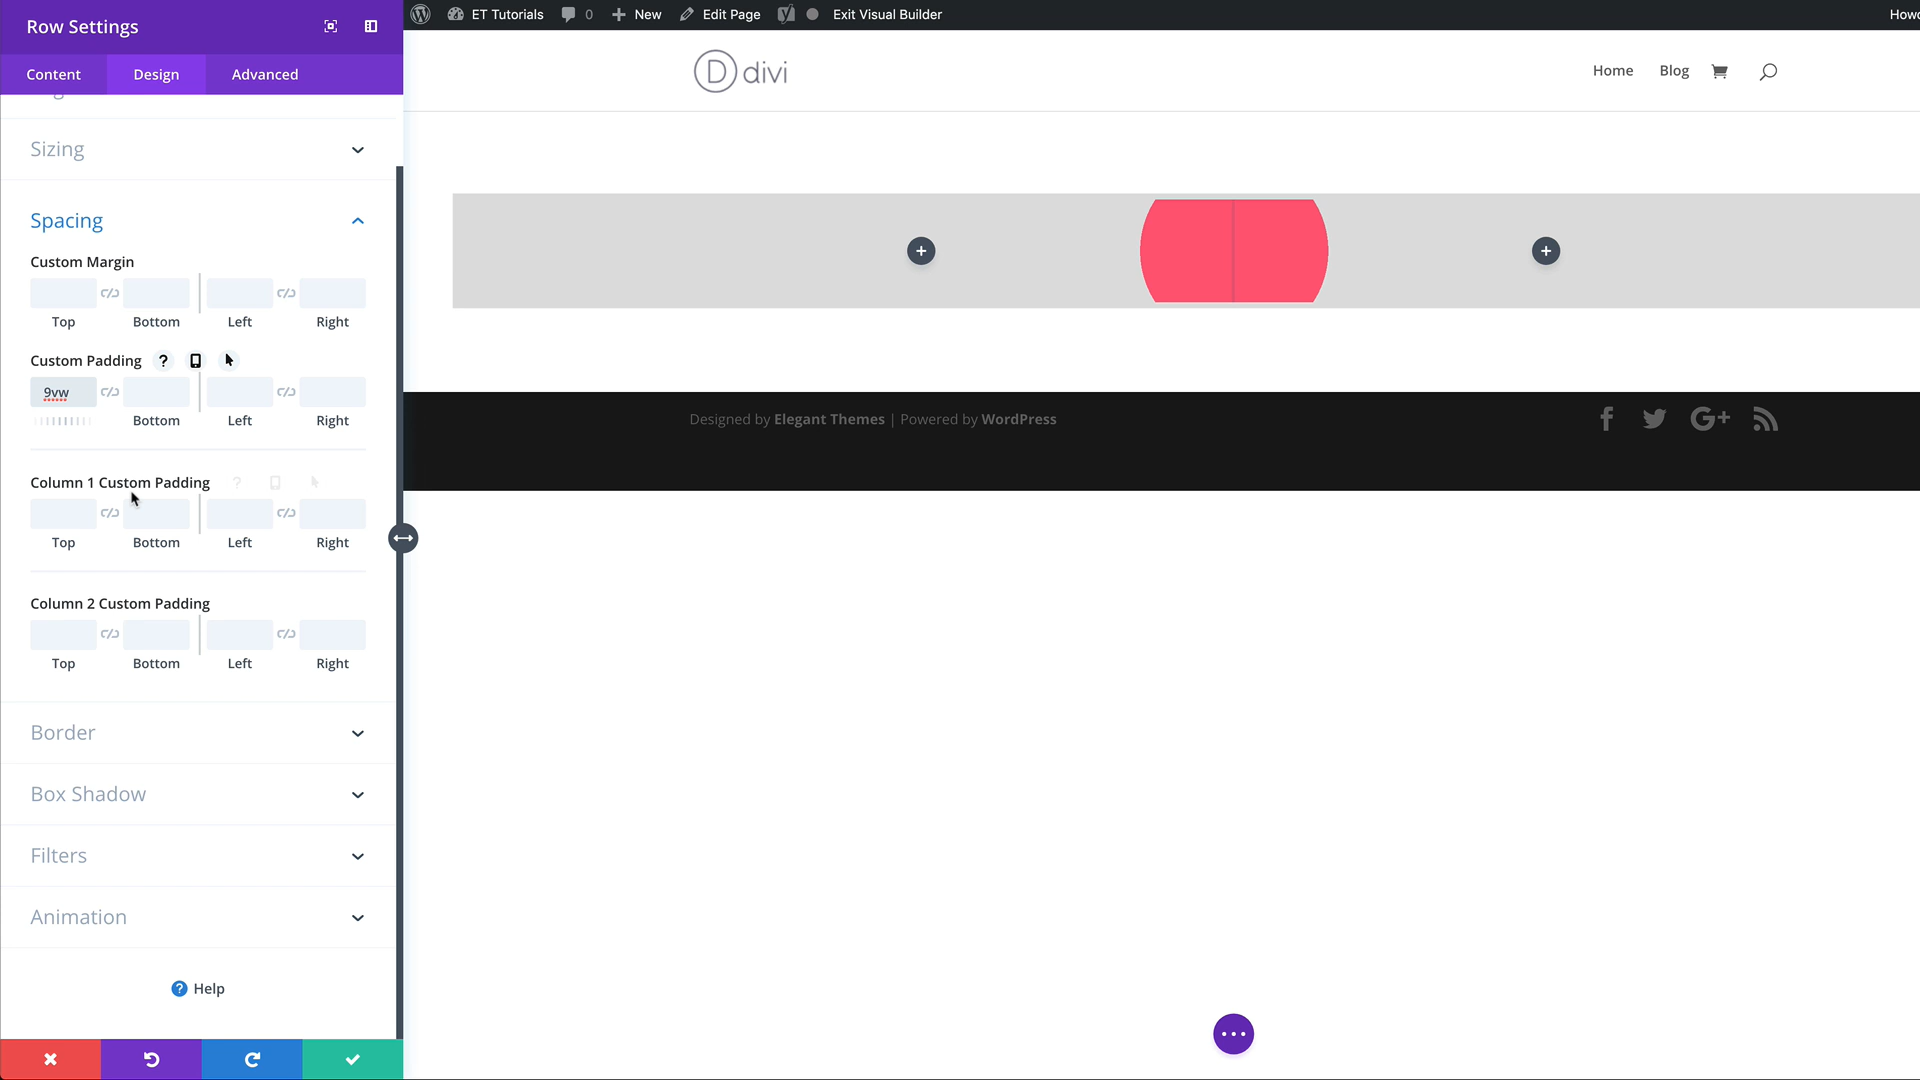 Row Settings
ET Tutorials 0 New Edit Page Exit Visual Builder
Content Design Advanced
divi
Home Blog
Sizing
Spacing
Custom Margin
Top Bottom Left Right
Custom Padding ?
9vw
Bottom Left Right
Designed by Elegant Themes | Powered by WordPress
Column 1 Custom Padding ?
Top Bottom Left Right
Column 2 Custom Padding
Top Bottom Left Right
Border
Box Shadow
Filters
Animation
? Help